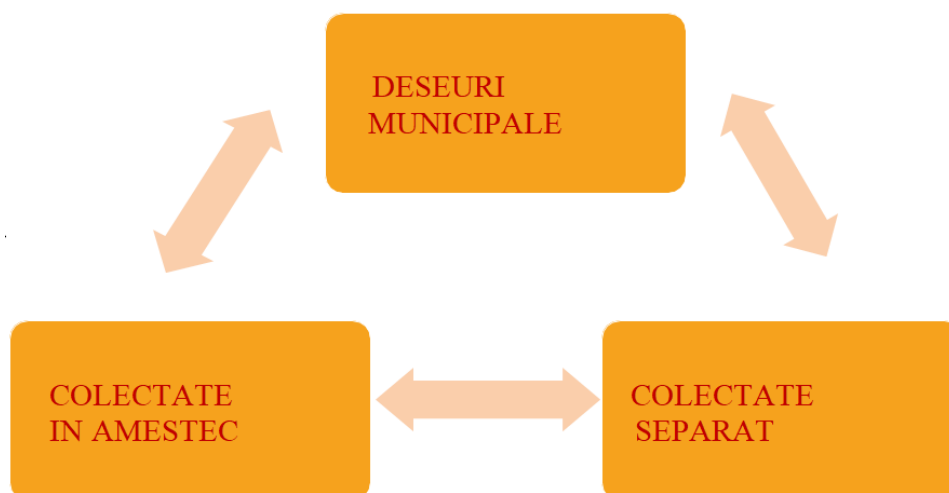 DESEURI
MUNICIPALE
COLECTATE
IN AMESTEC
COLECTATE
SEPARAT